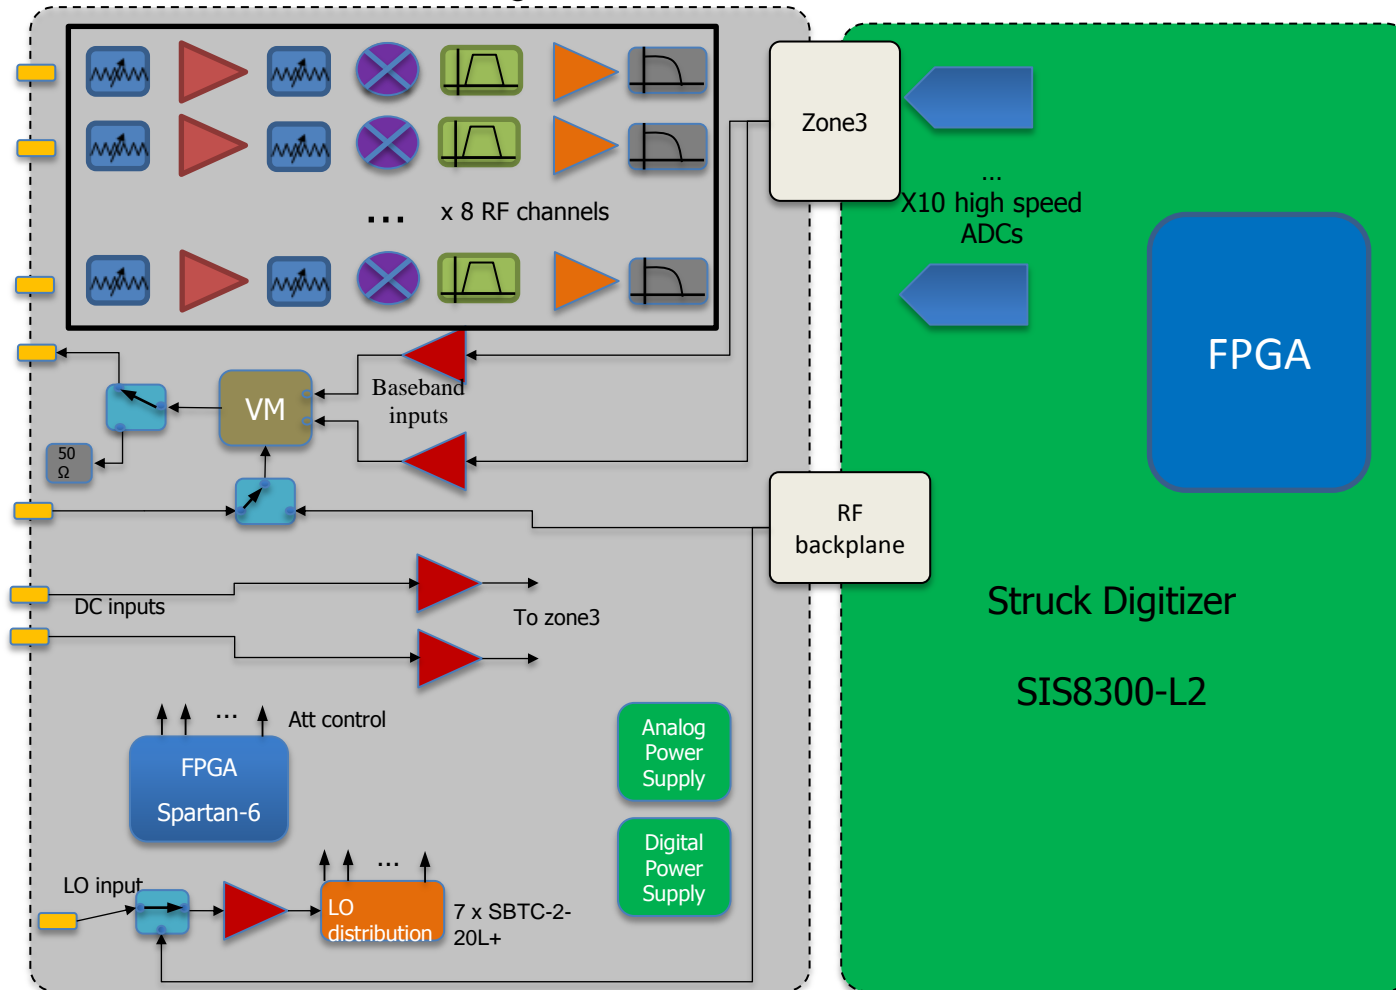 Zone3
...
X10 high speed
ADCs
... x 8 RF channels
FPGA
Baseband
inputs
VM
50
Ω
RF
backplane
DC inputs
To zone3
Struck Digitizer
SIS8300-L2
... Att control
FPGA
Spartan-6
Analog
Power
Supply
Digital
Power
Supply
...
LO input
LO
distribution
7 x SBTC-2-
20L+